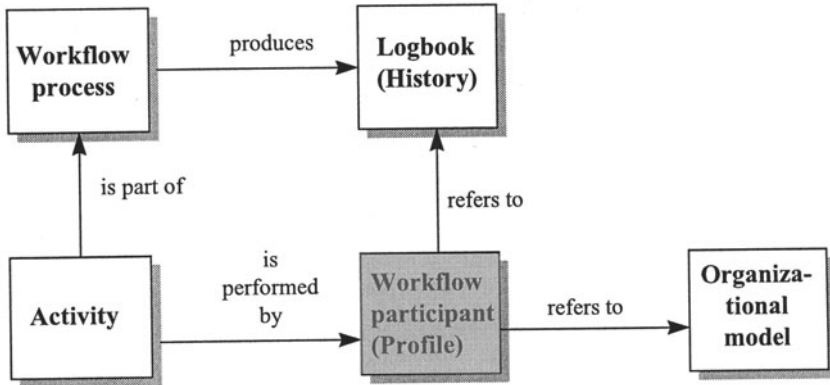 Workflow
process
produces
Logbook
(History)
is part of
refers to
Activity
is
performed
by
Workflow
participant
(Profile)
refers to
Organiza-
tional
model